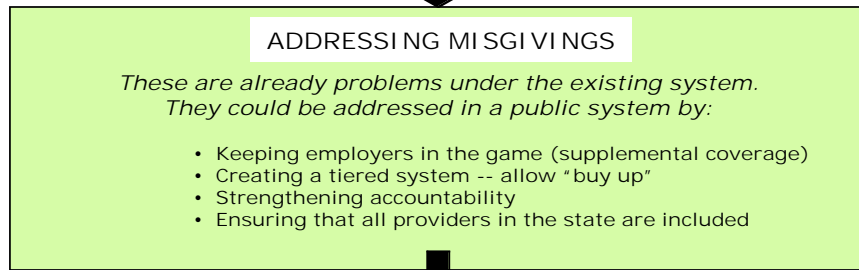 ADDRESSING MISGIVINGS
These are already problems under the existing system.
They could be addressed in a public system by:
• Keeping employers in the game (supplemental coverage)
• Creating a tiered system -- allow “buy up”
• Strengthening accountability
• Ensuring that all providers in the state are included